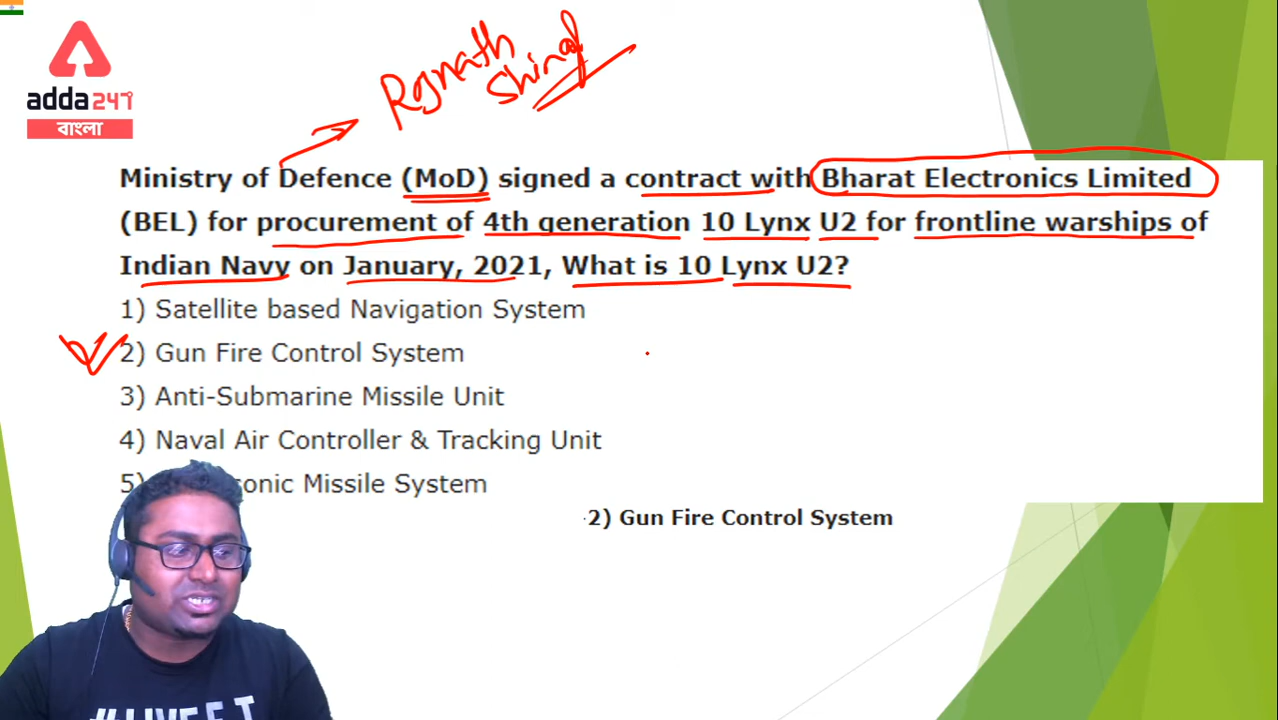 adda247
বাংলা
Rajnath
Shing
Ministry of Defence (MoD) signed a contract with Bharat Electronics Limited
(BEL) for procurement of 4th generation 10 Lynx U2 for frontline warships of
Indian Navy on January, 2021, What is 10 Lynx U2?
1) Satellite based Navigation System
2) Gun Fire Control System
3) Anti-Submarine Missile Unit
4) Naval Air Controller & Tracking Unit
5) sonic Missile System
2) Gun Fire Control System